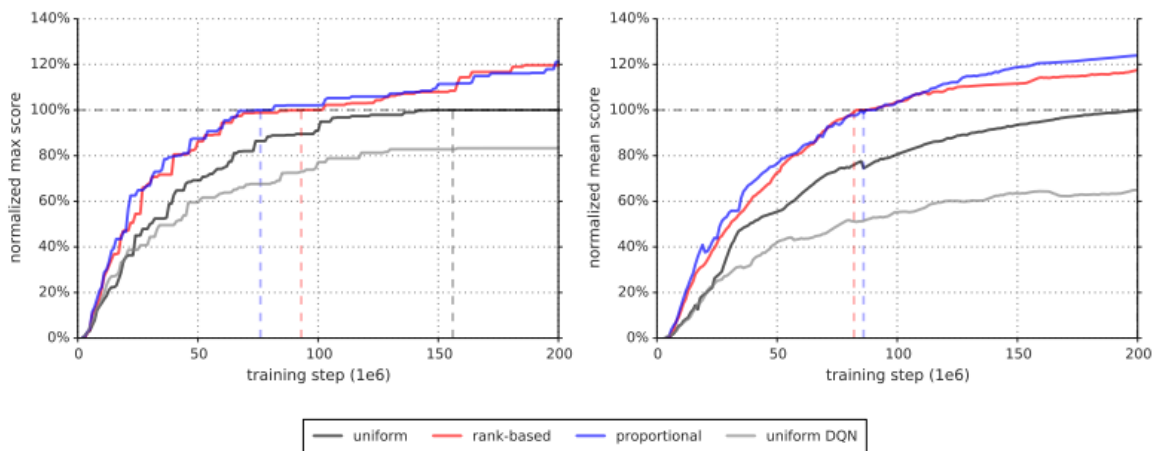 normalized max score
140%
120%
100%
80%
60%
40%
20%
0%
0 50 100 150 200
training step (1e6)
normalized mean score
140%
120%
100%
80%
60%
40%
20%
0%
0 50 100 150 200
training step (1e6)
uniform rank-based proportional uniform DQN